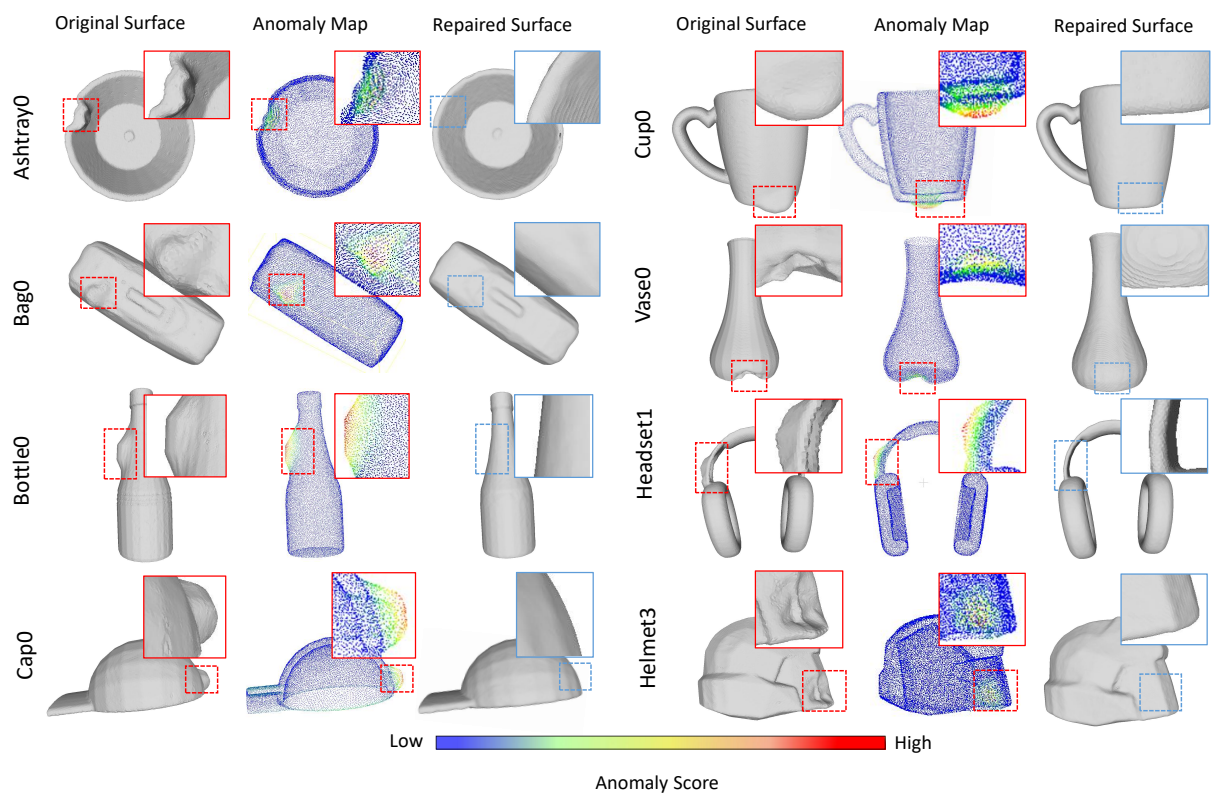 Original Surface Anomaly Map Repaired Surface Original Surface Anomaly Map Repaired Surface
Ashtray0
Cup0
Bag0
Vase0
Bottle0
Headset1
Cap0
Helmet3
Low High
Anomaly Score